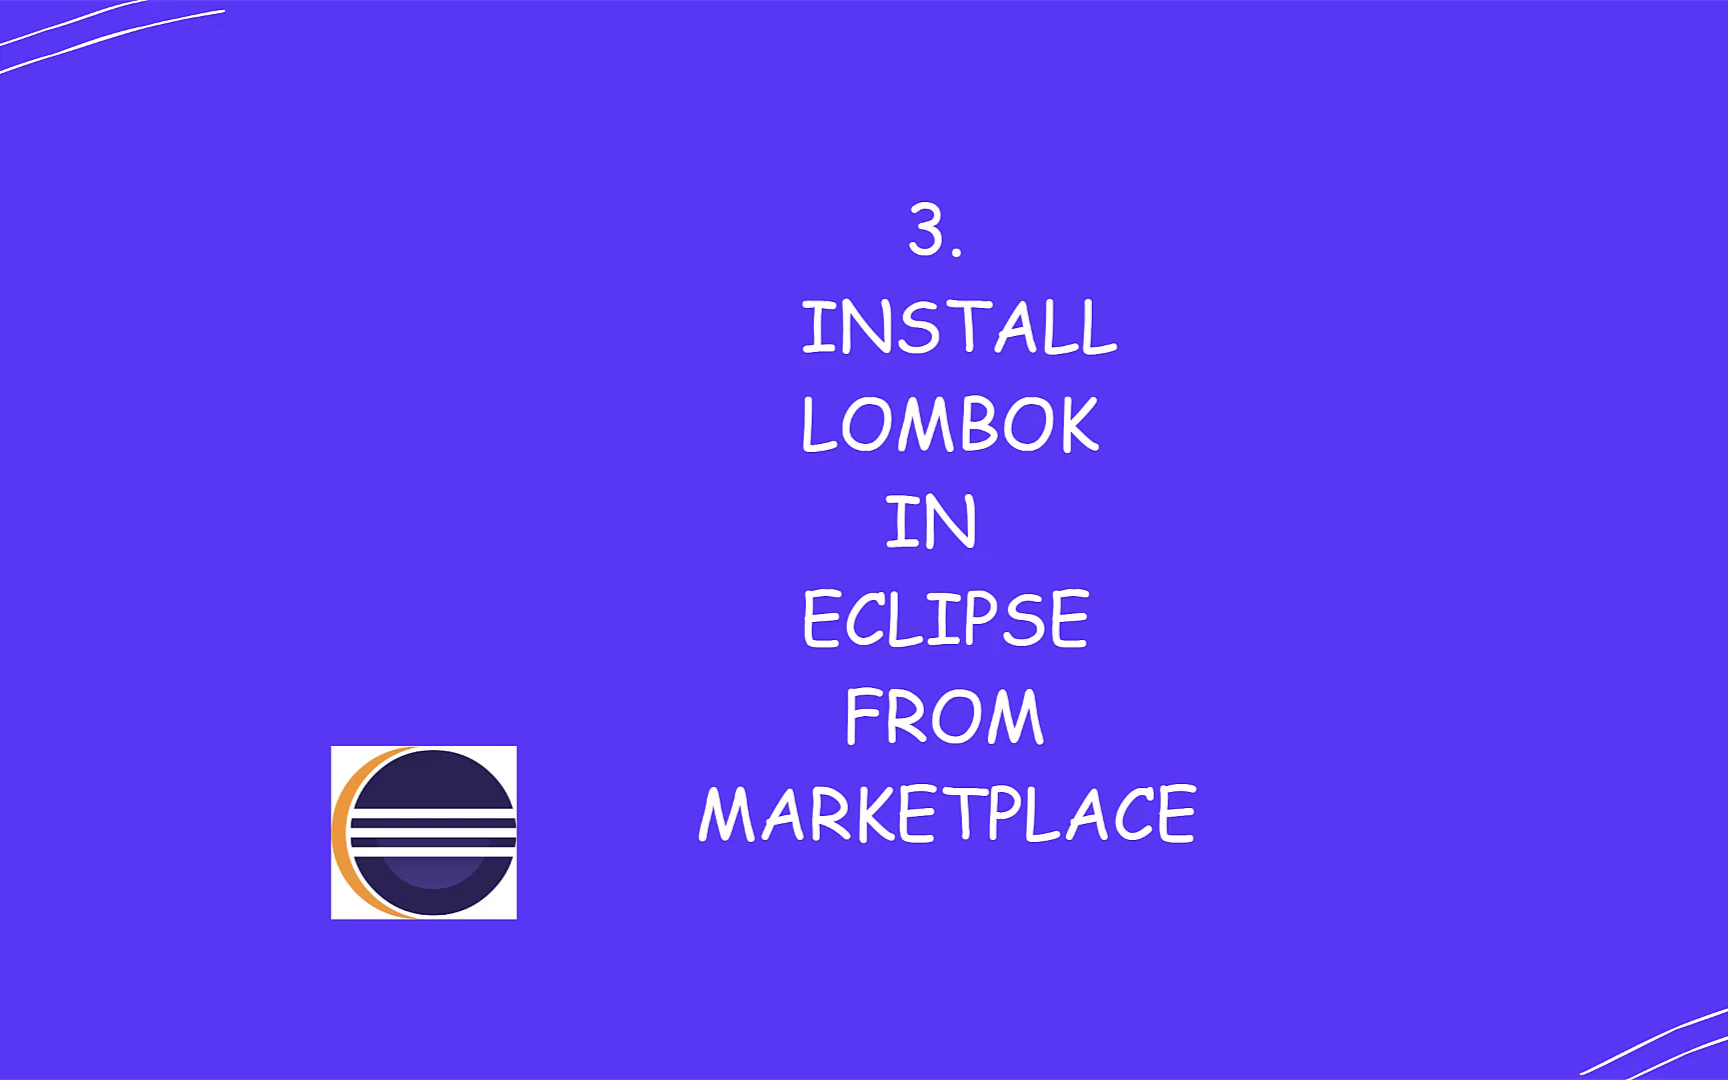 3.
INSTALL
LOMBOK
IN
ECLIPSE
FROM
MARKETPLACE